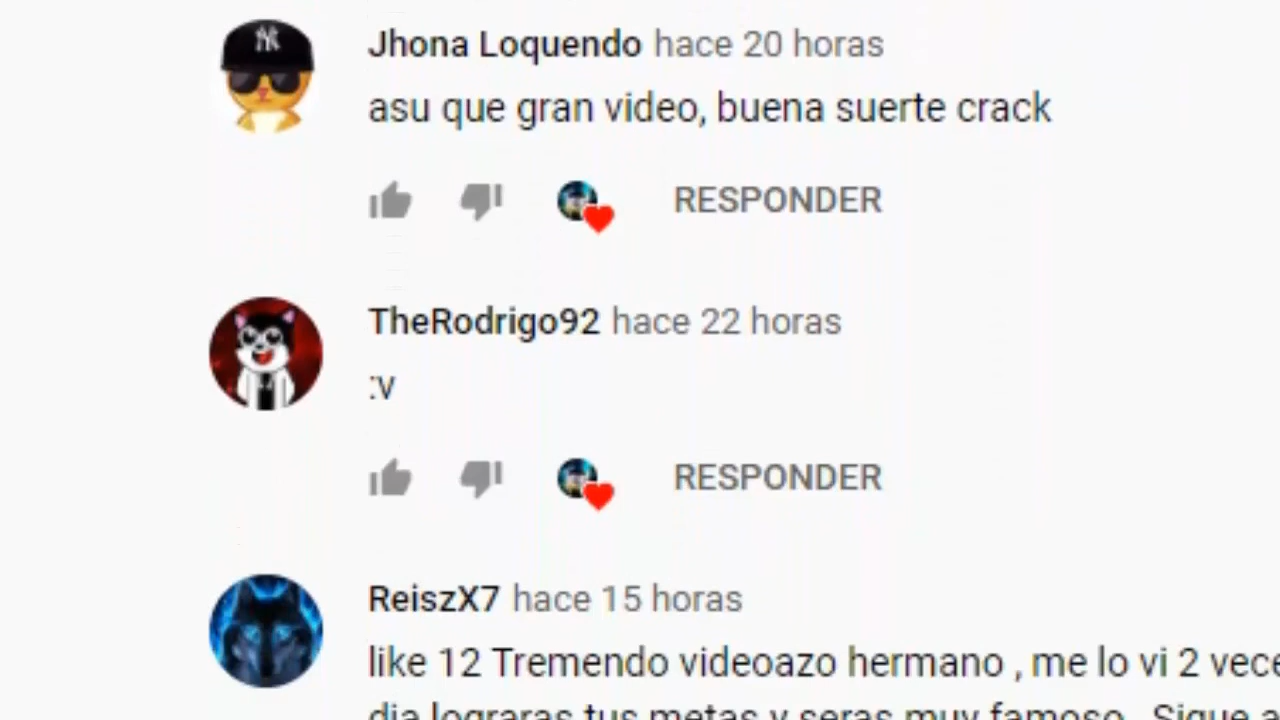 Jhona Loquendo hace 20 horas
asu que gran video, buena suerte crack
RESPONDER
TheRodrigo92 hace 22 horas
:v
RESPONDER
ReiszX7 hace 15 horas
like 12 Tremendo videoazo hermano , me lo vi 2 vece
dia lograras tus metas y seras muy famoso . Sigue a